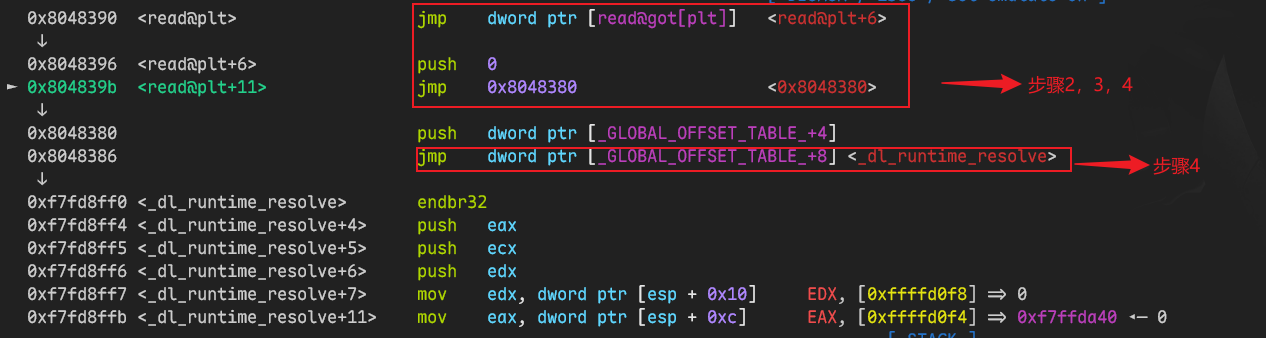 0x8048390 <read@plt> jmp dword ptr [read@got[plt]] <read@plt+6>
↓
0x8048396 <read@plt+6> push 0
► 0x804839b <read@plt+11> jmp 0x8048380 <0x8048380>
步骤2，3，4
↓
0x8048380 push dword ptr [_GLOBAL_OFFSET_TABLE_+4]
0x8048386 jmp dword ptr [_GLOBAL_OFFSET_TABLE_+8] <_dl_runtime_resolve>
步骤4
↓
0xf7fd8ff0 <_dl_runtime_resolve> endbr32
0xf7fd8ff4 <_dl_runtime_resolve+4> push eax
0xf7fd8ff5 <_dl_runtime_resolve+5> push ecx
0xf7fd8ff6 <_dl_runtime_resolve+6> push edx
0xf7fd8ff7 <_dl_runtime_resolve+7> mov edx, dword ptr [esp + 0x10] EDX, [0xffffd0f8] => 0
0xf7fd8ffb <_dl_runtime_resolve+11> mov eax, dword ptr [esp + 0xc] EAX, [0xffffd0f4] => 0xf7ffda40 ◂— 0